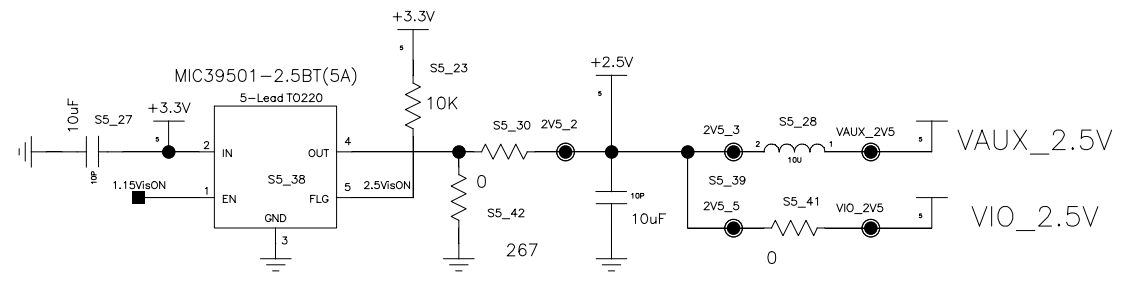 +3.3V
5
S5_23
10K
MIC39501-2.5BT(5A)
5-Lead TO220
10uF
S5_27
10P
+3.3V
5
2
IN
1.15VisON
1
EN
S5_38
GND
3
OUT
4
FLG
5
2.5VisON
S5_30
0
2V5_2
S5_42
267
+2.5V
5
10P
10uF
2V5_3
S5_28
2
1
10U
VAUX_2V5
5
VAUX_2.5V
S5_39
2V5_5
S5_41
0
VIO_2V5
5
VIO_2.5V